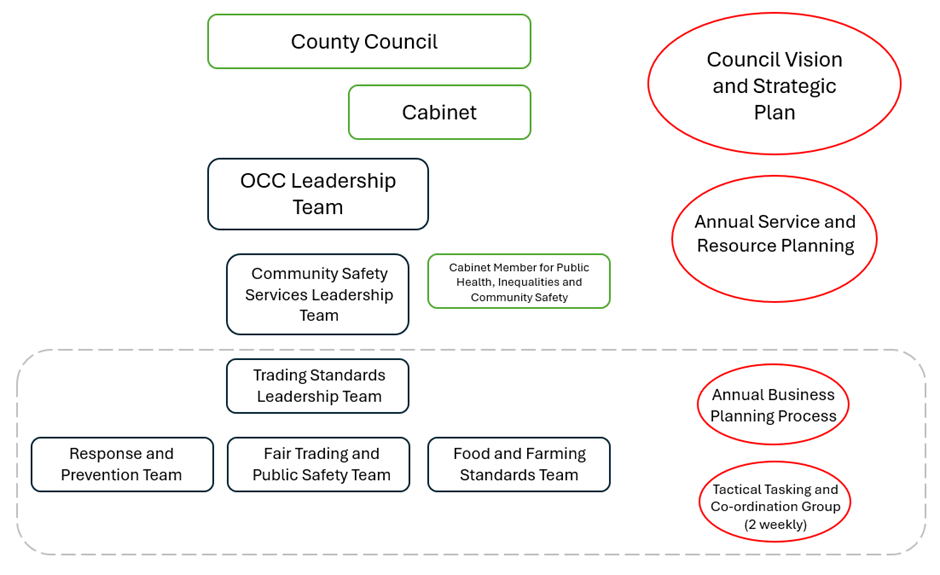 County Council
Council Vision
and Strategic
Plan
Cabinet
OCC Leadership
Team
Annual Service and
Resource Planning
Community Safety
Services Leadership
Team
Cabinet Member for Public
Health, Inequalities and
Community Safety
Trading Standards
Leadership Team
Annual Business
Planning Process
Response and
Prevention Team
Fair Trading and
Public Safety Team
Food and Farming
Standards Team
Tactical Tasking and
Co-ordination Group
(2 weekly)